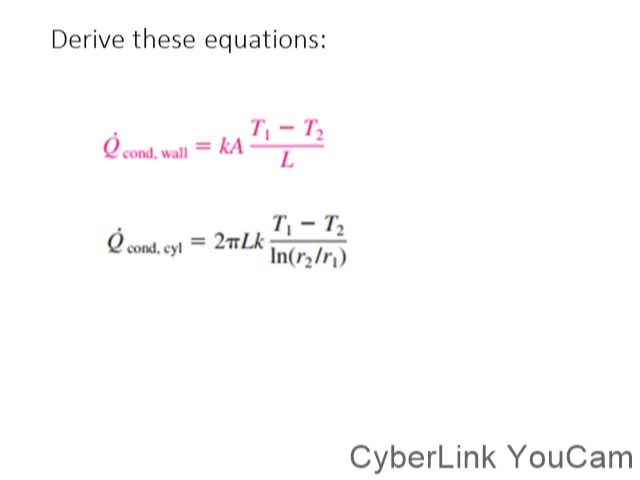 Derive these equations:
Q̇ cond, wall = kA (T₁ − T₂) / L
Q̇ cond, cyl = 2πLk (T₁ − T₂) / ln(r₂/r₁)
CyberLink YouCam